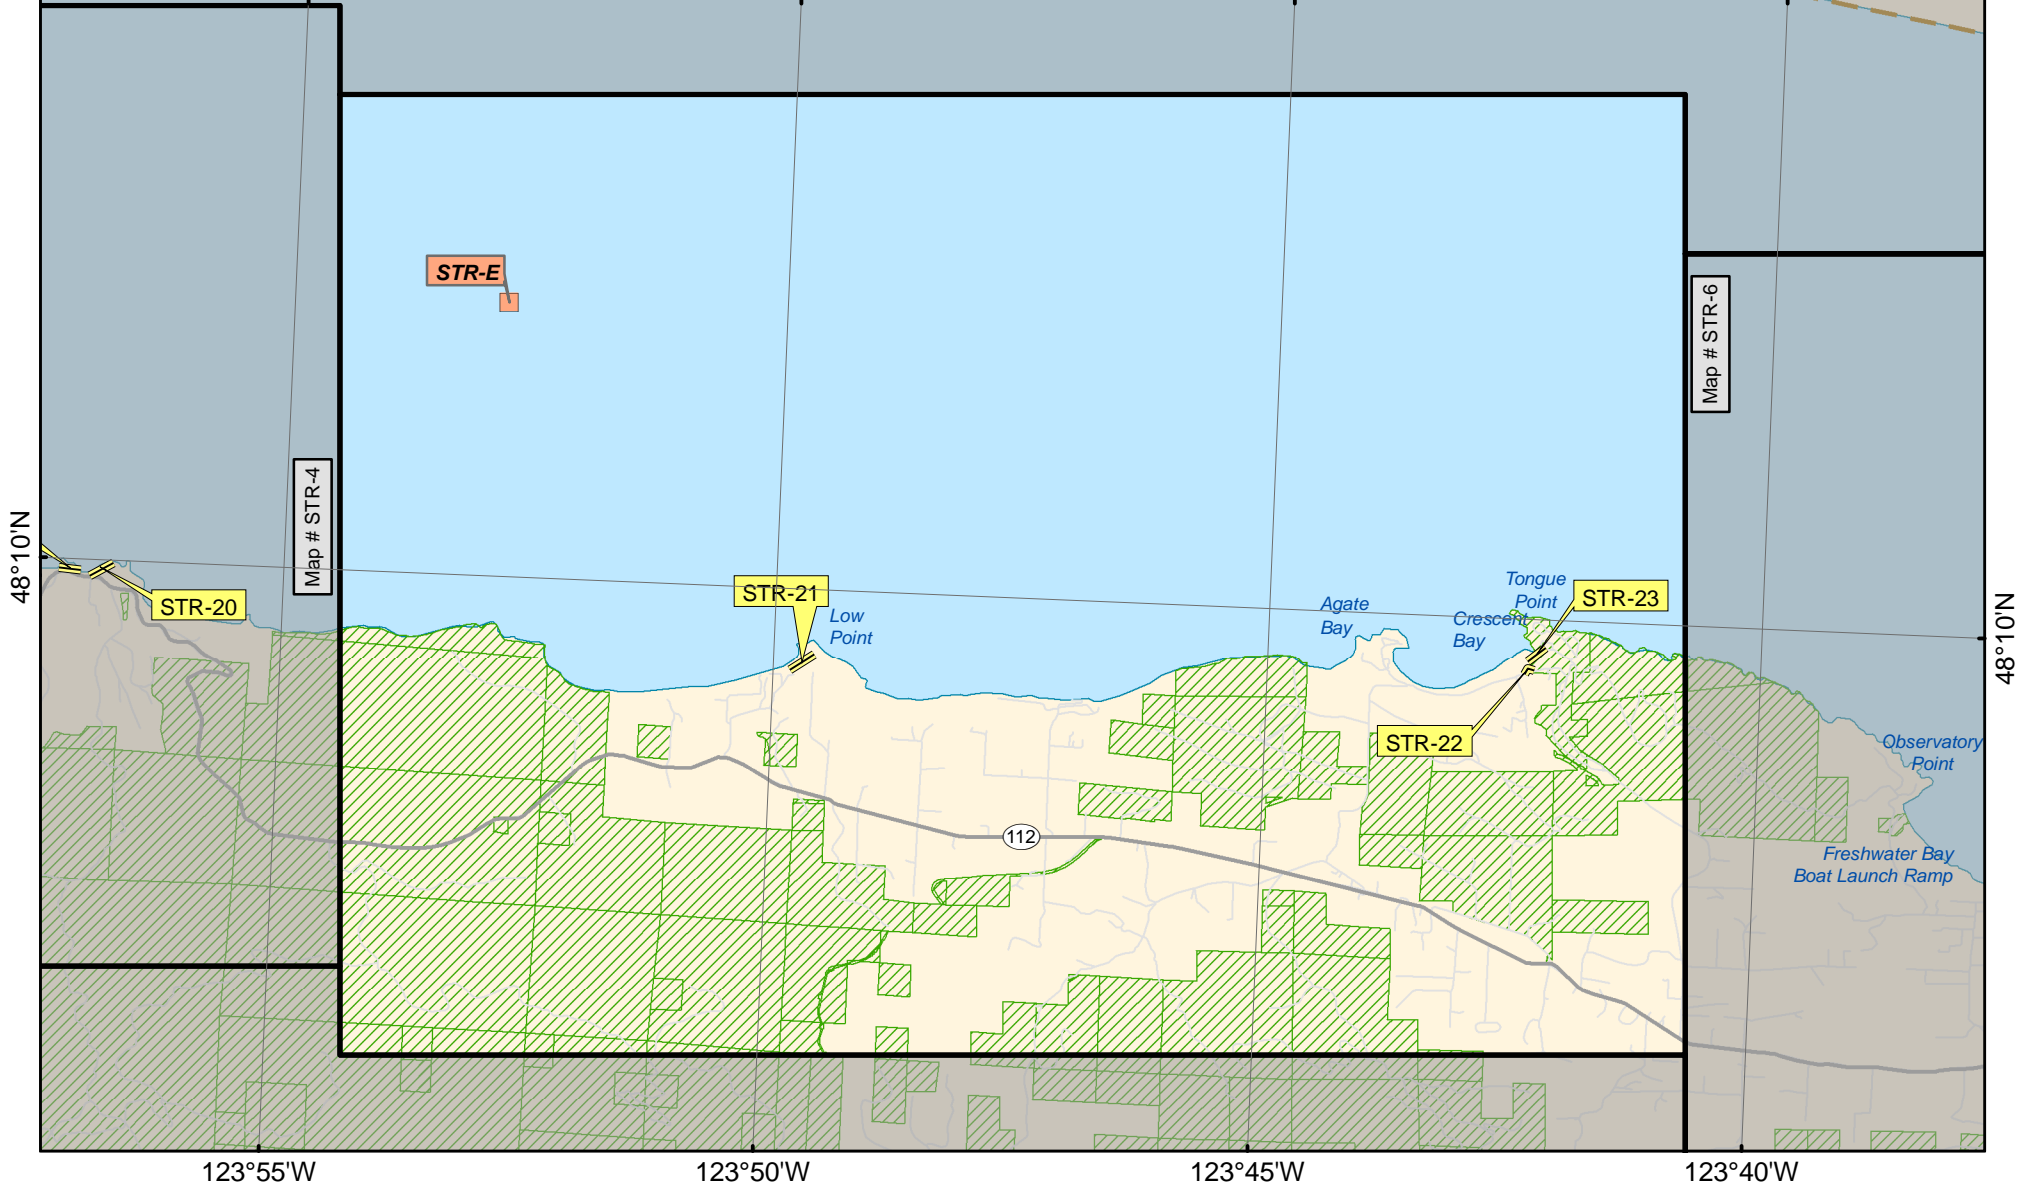 STR-E
Map # STR-6
Map # STR-4
48°10'N
STR-20
STR-21
Low
Point
Agate
Bay
Tongue
Point
Crescent
Bay
STR-23
48°10'N
STR-22
Observatory
Point
112
Freshwater Bay
Boat Launch Ramp
123°55'W
123°50'W
123°45'W
123°40'W